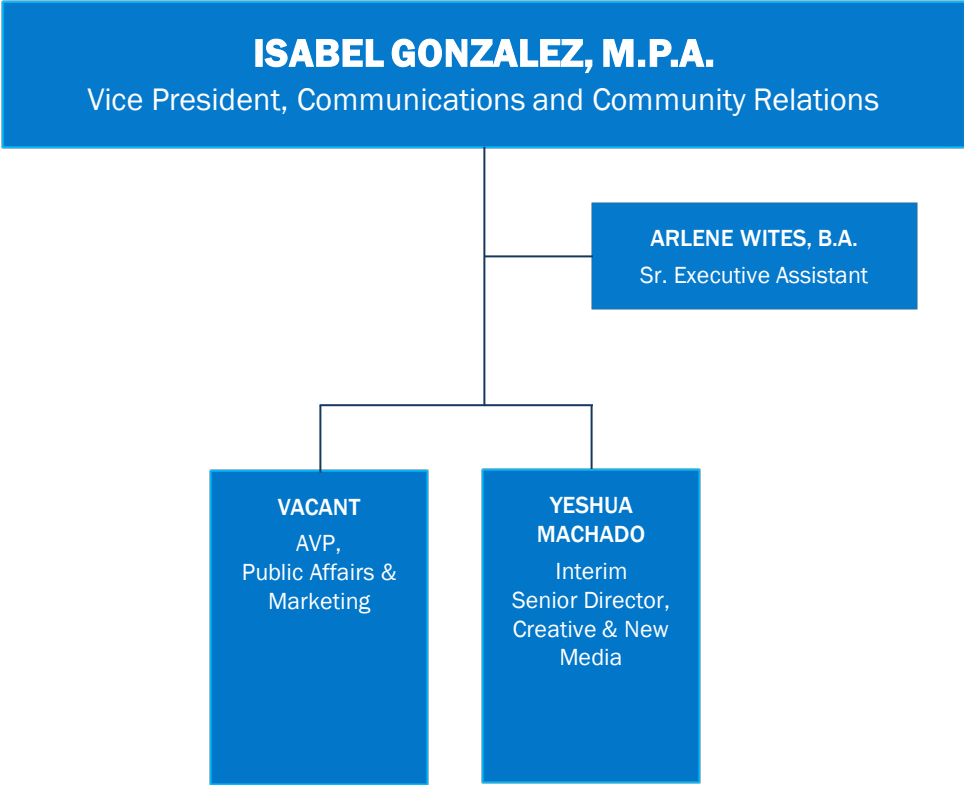 ISABEL GONZALEZ, M.P.A.
Vice President, Communications and Community Relations
ARLENE WITES, B.A.
Sr. Executive Assistant
VACANT
AVP,
Public Affairs &
Marketing
YESHUA
MACHADO
Interim
Senior Director,
Creative & New
Media